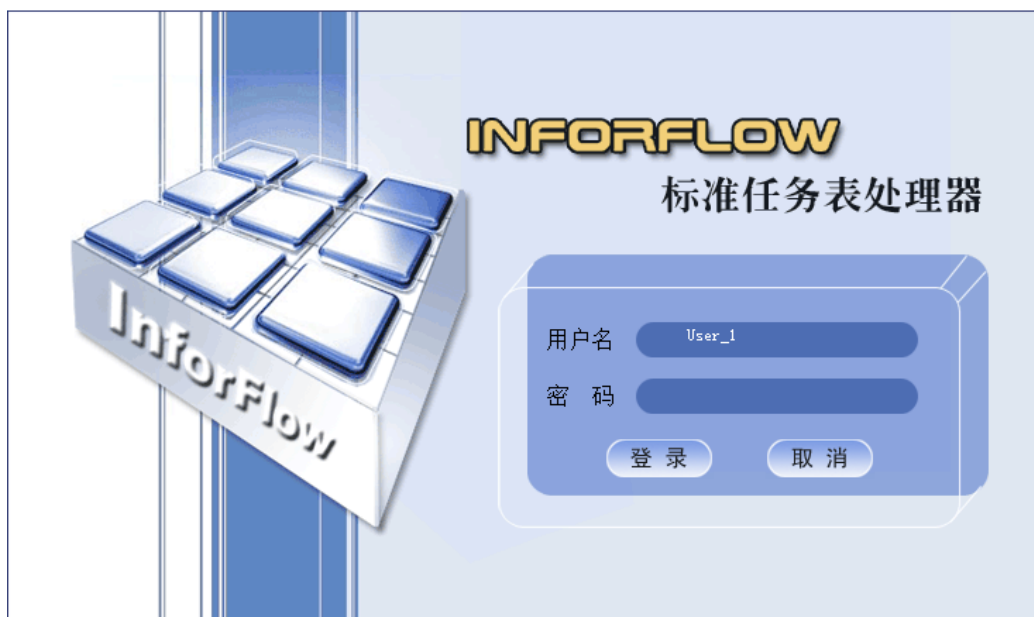 INFORFLOW
标准任务表处理器
InforFlow
用户名 User_1
密 码
登 录 取 消